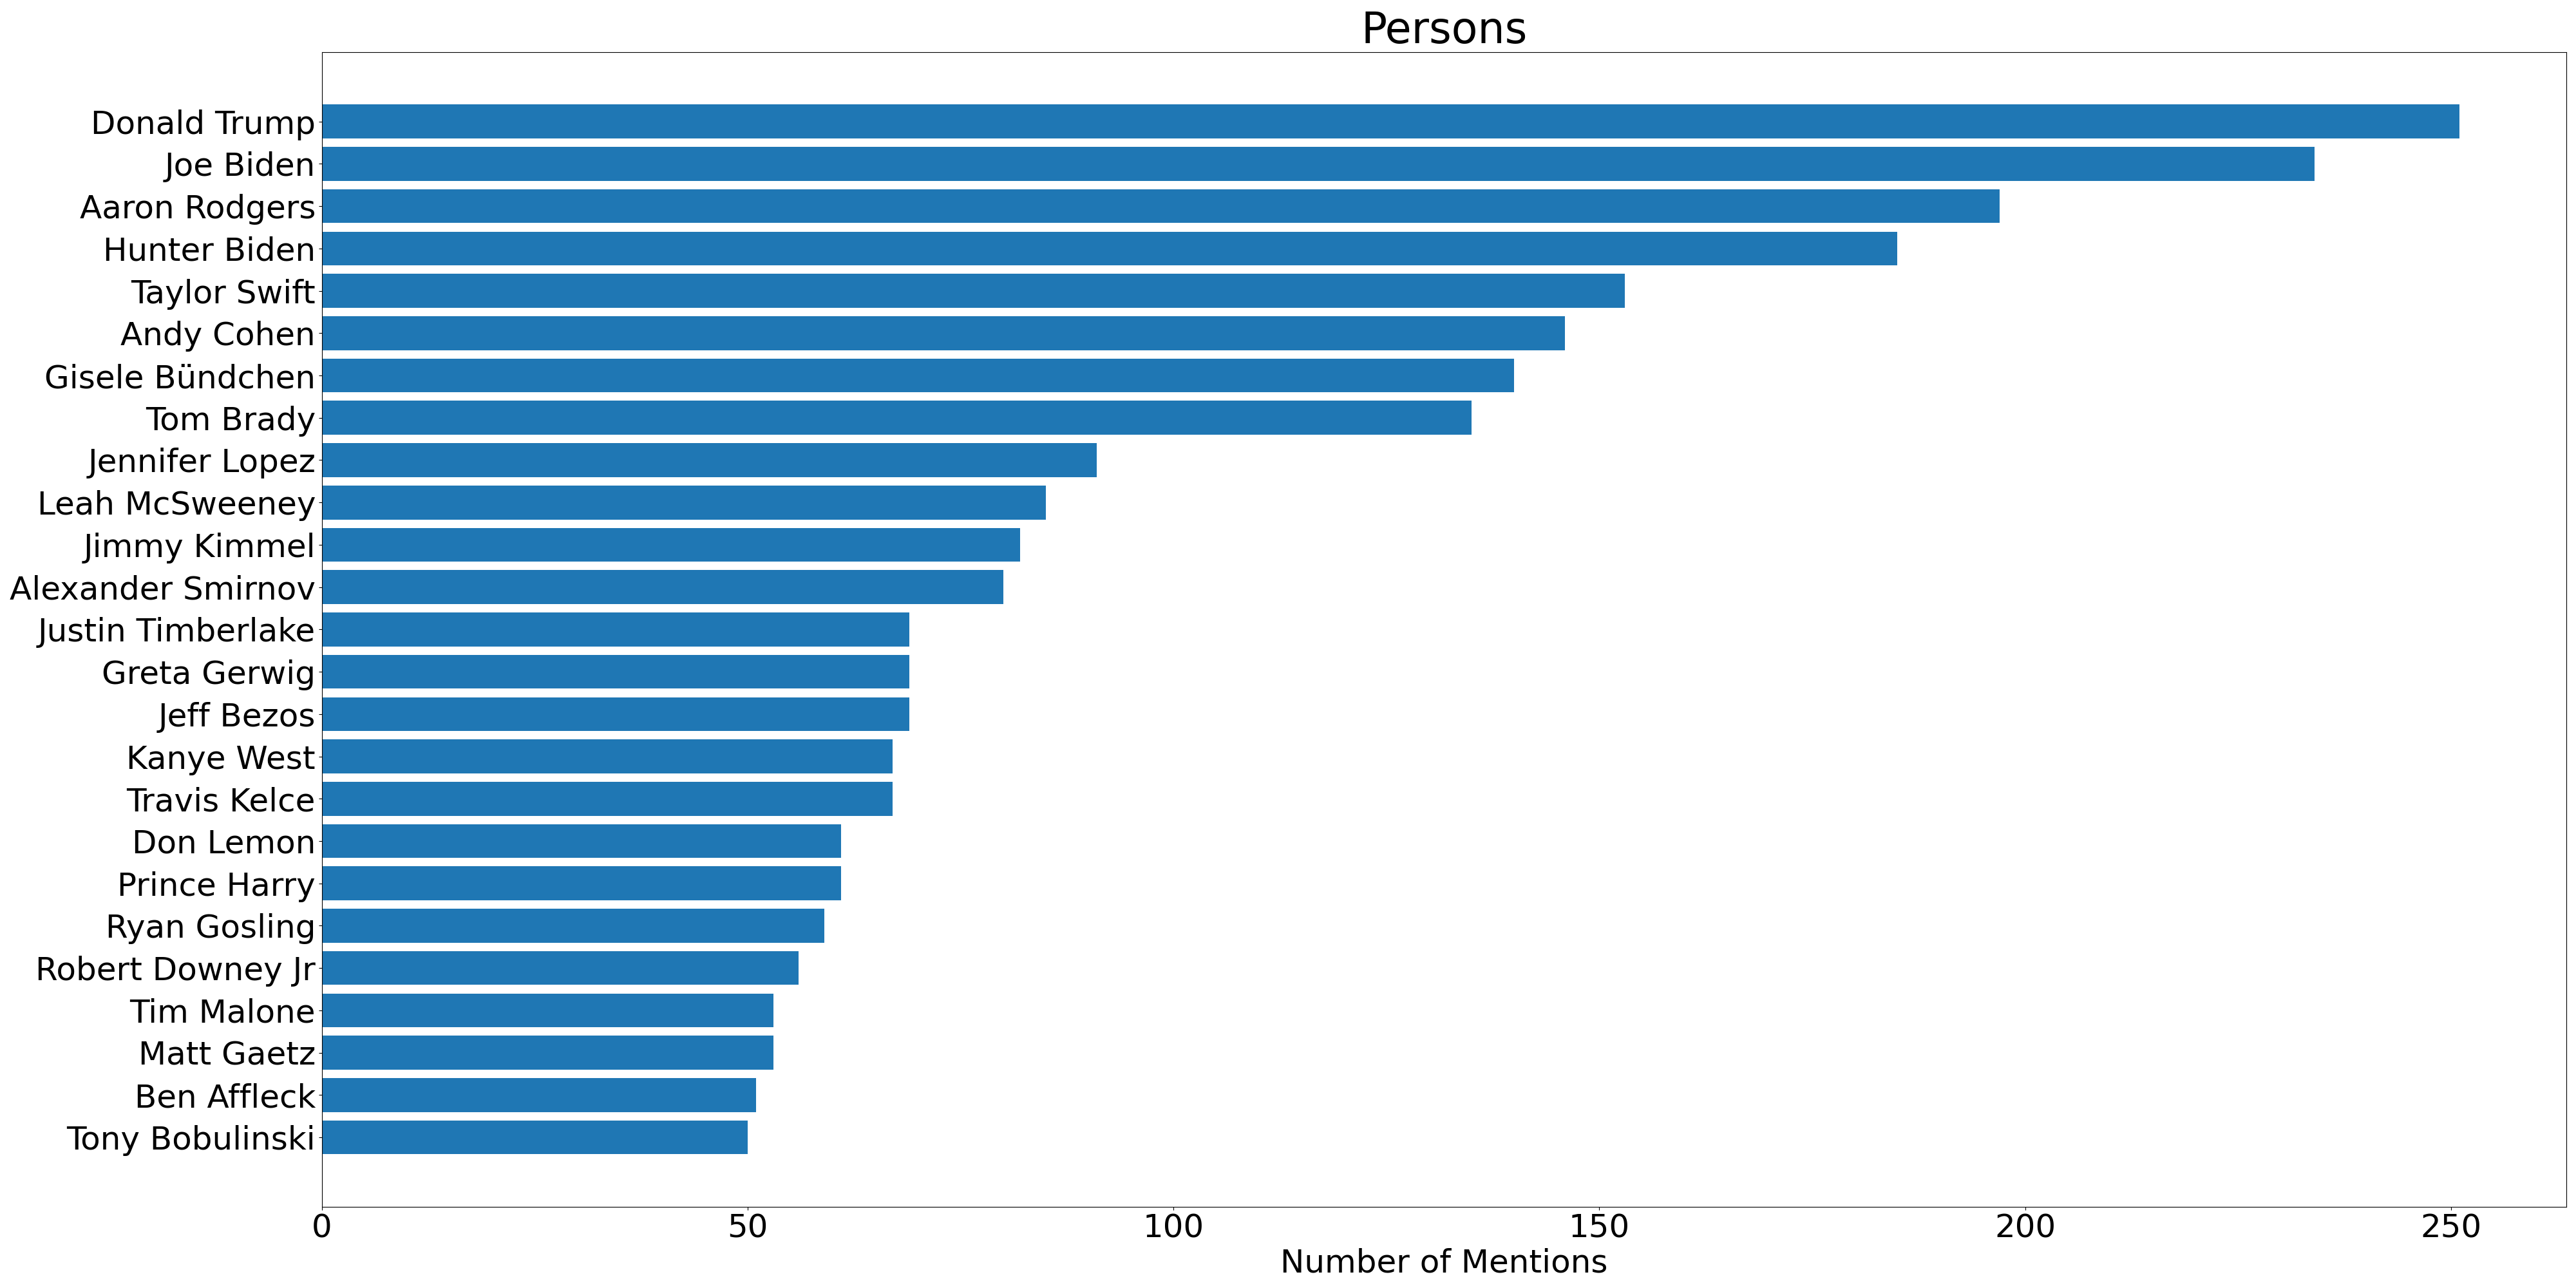 Persons
Donald Trump
Joe Biden
Aaron Rodgers
Hunter Biden
Taylor Swift
Andy Cohen
Gisele Bündchen
Tom Brady
Jennifer Lopez
Leah McSweeney
Jimmy Kimmel
Alexander Smirnov
Justin Timberlake
Greta Gerwig
Jeff Bezos
Kanye West
Travis Kelce
Don Lemon
Prince Harry
Ryan Gosling
Robert Downey Jr
Tim Malone
Matt Gaetz
Ben Affleck
Tony Bobulinski
0 50 100 150 200 250
Number of Mentions